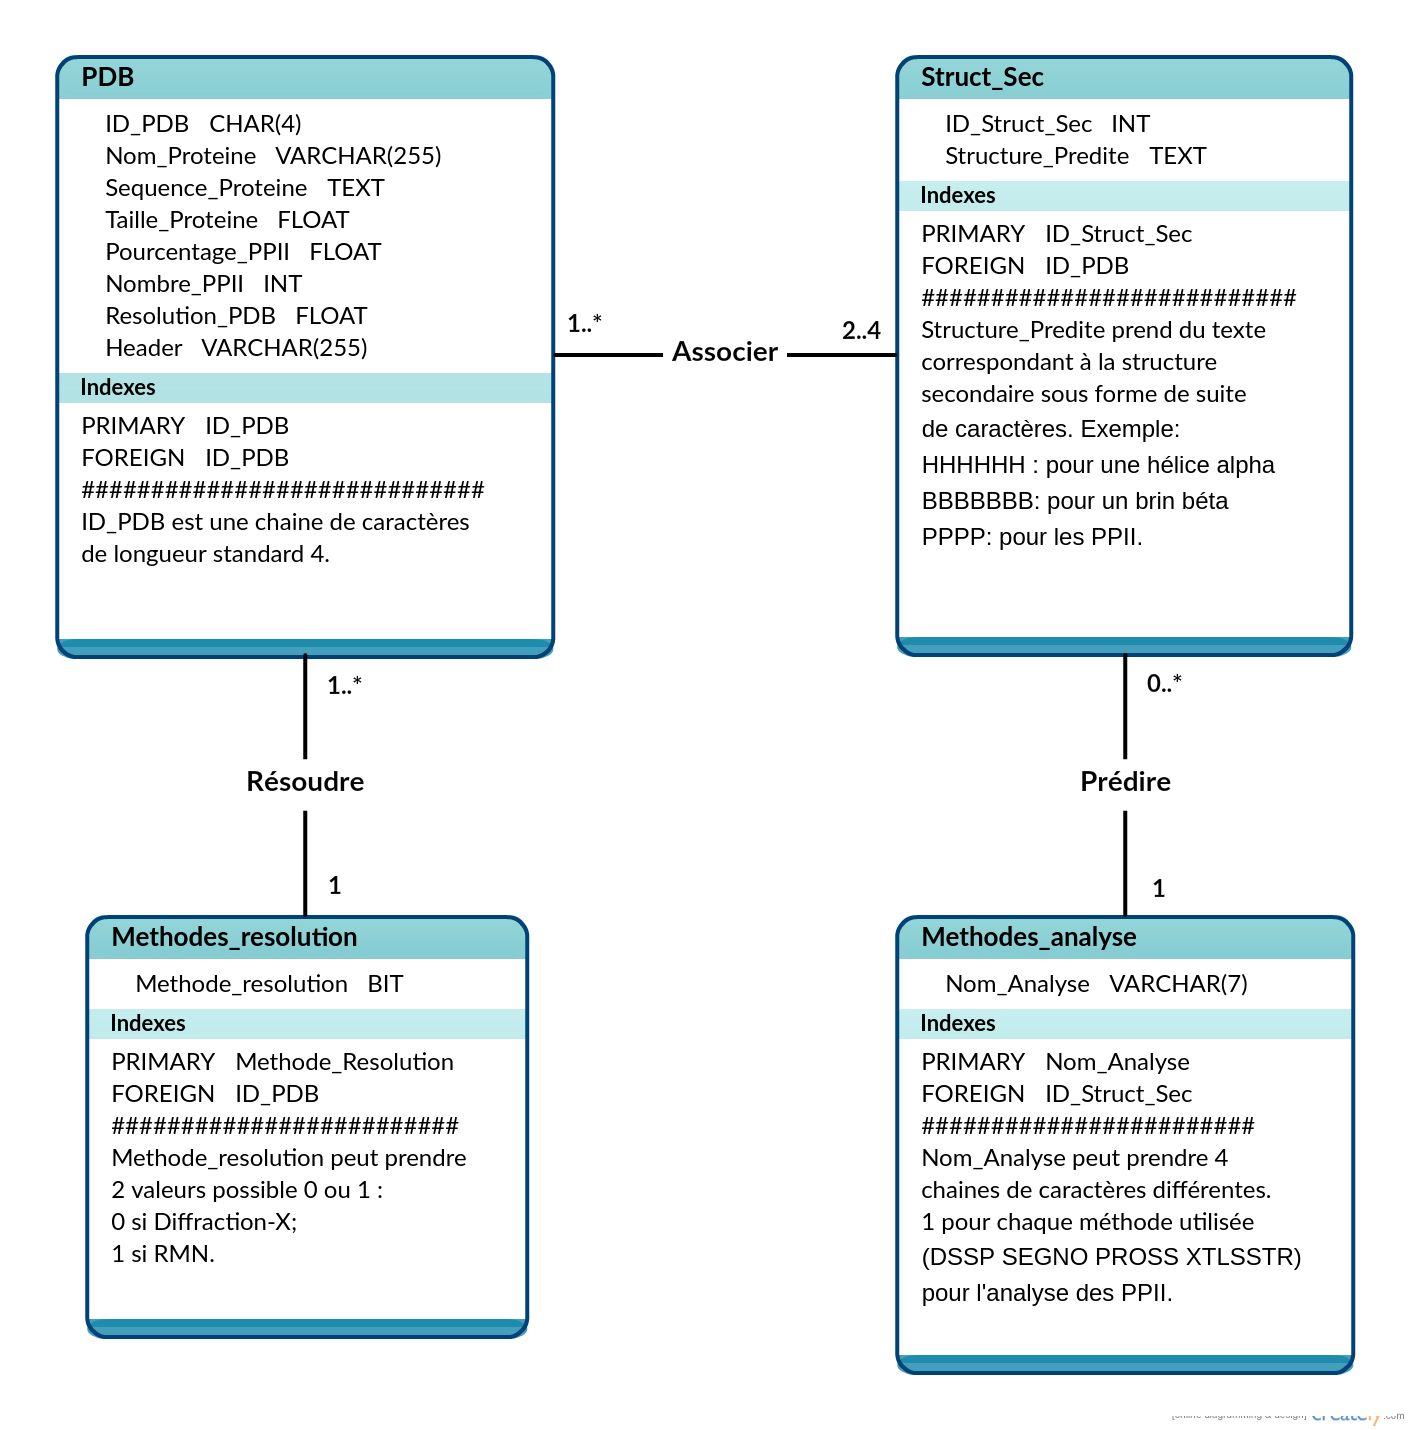 PDB
ID_PDB CHAR(4)
Nom_Proteine VARCHAR(255)
Sequence_Proteine TEXT
Taille_Proteine FLOAT
Pourcentage_PPII FLOAT
Nombre_PPII INT
Resolution_PDB FLOAT
Header VARCHAR(255)
Indexes
PRIMARY ID_PDB
FOREIGN ID_PDB
#############################
ID_PDB est une chaine de caractères
de longueur standard 4.
1..*
Associer
2..4
Struct_Sec
ID_Struct_Sec INT
Structure_Predite TEXT
Indexes
PRIMARY ID_Struct_Sec
FOREIGN ID_PDB
###########################
Structure_Predite prend du texte
correspondant à la structure
secondaire sous forme de suite
de caractères. Exemple:
HHHHHH : pour une hélice alpha
BBBBBBB: pour un brin béta
PPPP: pour les PPII.
1..*
Résoudre
1
0..*
Prédire
1
Methodes_resolution
Methode_resolution BIT
Indexes
PRIMARY Methode_Resolution
FOREIGN ID_PDB
#########################
Methode_resolution peut prendre
2 valeurs possible 0 ou 1 :
0 si Diffraction-X;
1 si RMN.
Methodes_analyse
Nom_Analyse VARCHAR(7)
Indexes
PRIMARY Nom_Analyse
FOREIGN ID_Struct_Sec
########################
Nom_Analyse peut prendre 4
chaines de caractères différentes.
1 pour chaque méthode utilisée
(DSSP SEGNO PROSS XTLSSTR)
pour l'analyse des PPII.
[online diagramming & design] creately.com